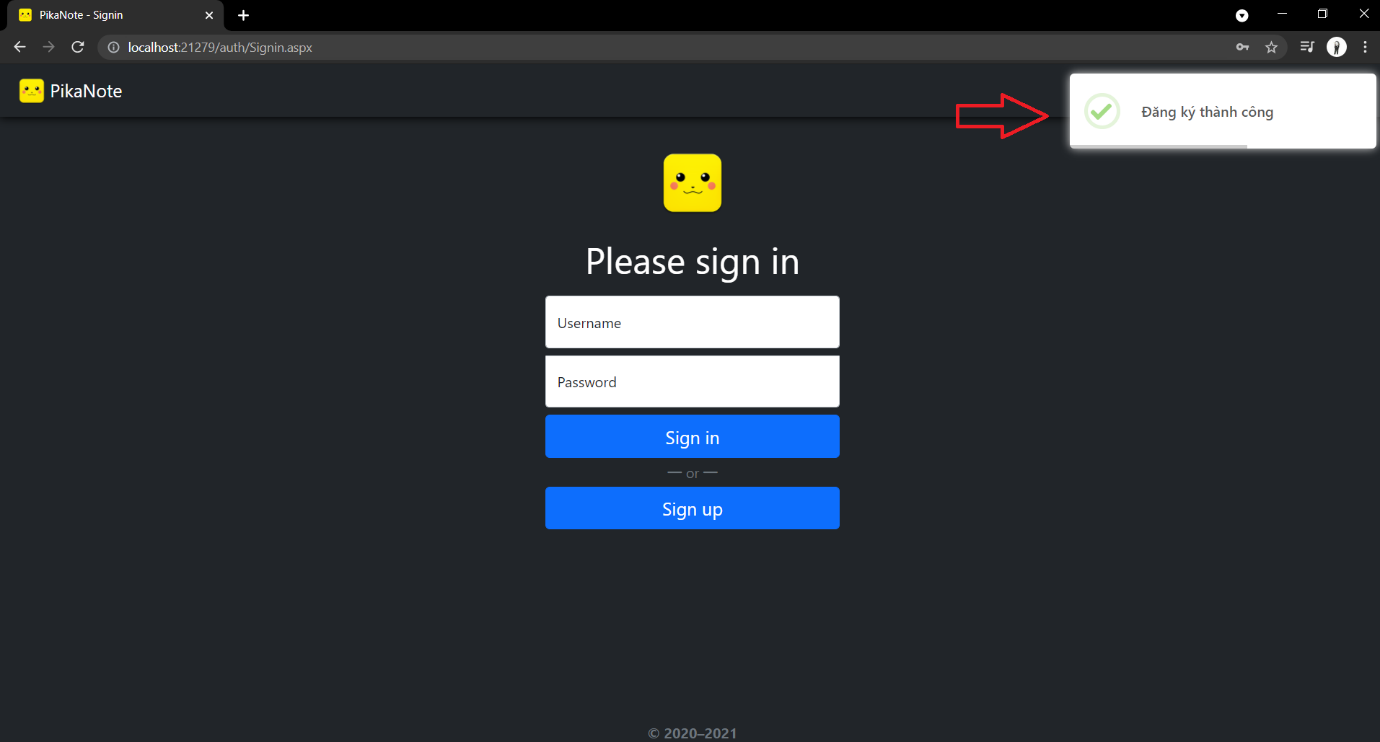 PikaNote - Signin
localhost:21279/auth/Signin.aspx
PikaNote
Đăng ký thành công
Please sign in
Username
Password
Sign in
— or —
Sign up
© 2020–2021